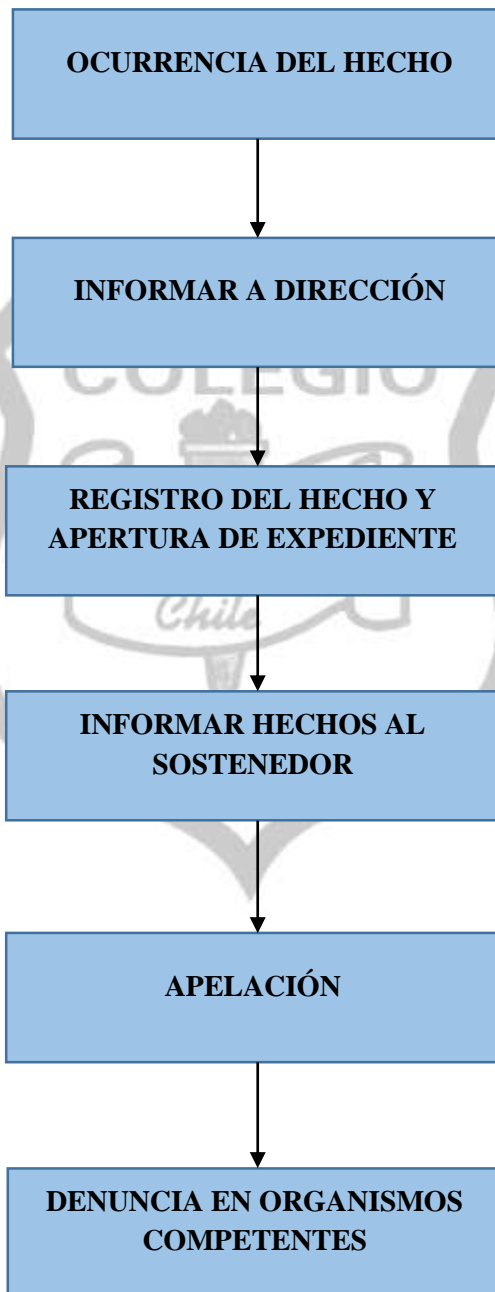 OCURRENCIA DEL HECHO
INFORMAR A DIRECCIÓN
COLEGIO
REGISTRO DEL HECHO Y
APERTURA DE EXPEDIENTE
Chile
INFORMAR HECHOS AL
SOSTENEDOR
APELACIÓN
DENUNCIA EN ORGANISMOS
COMPETENTES